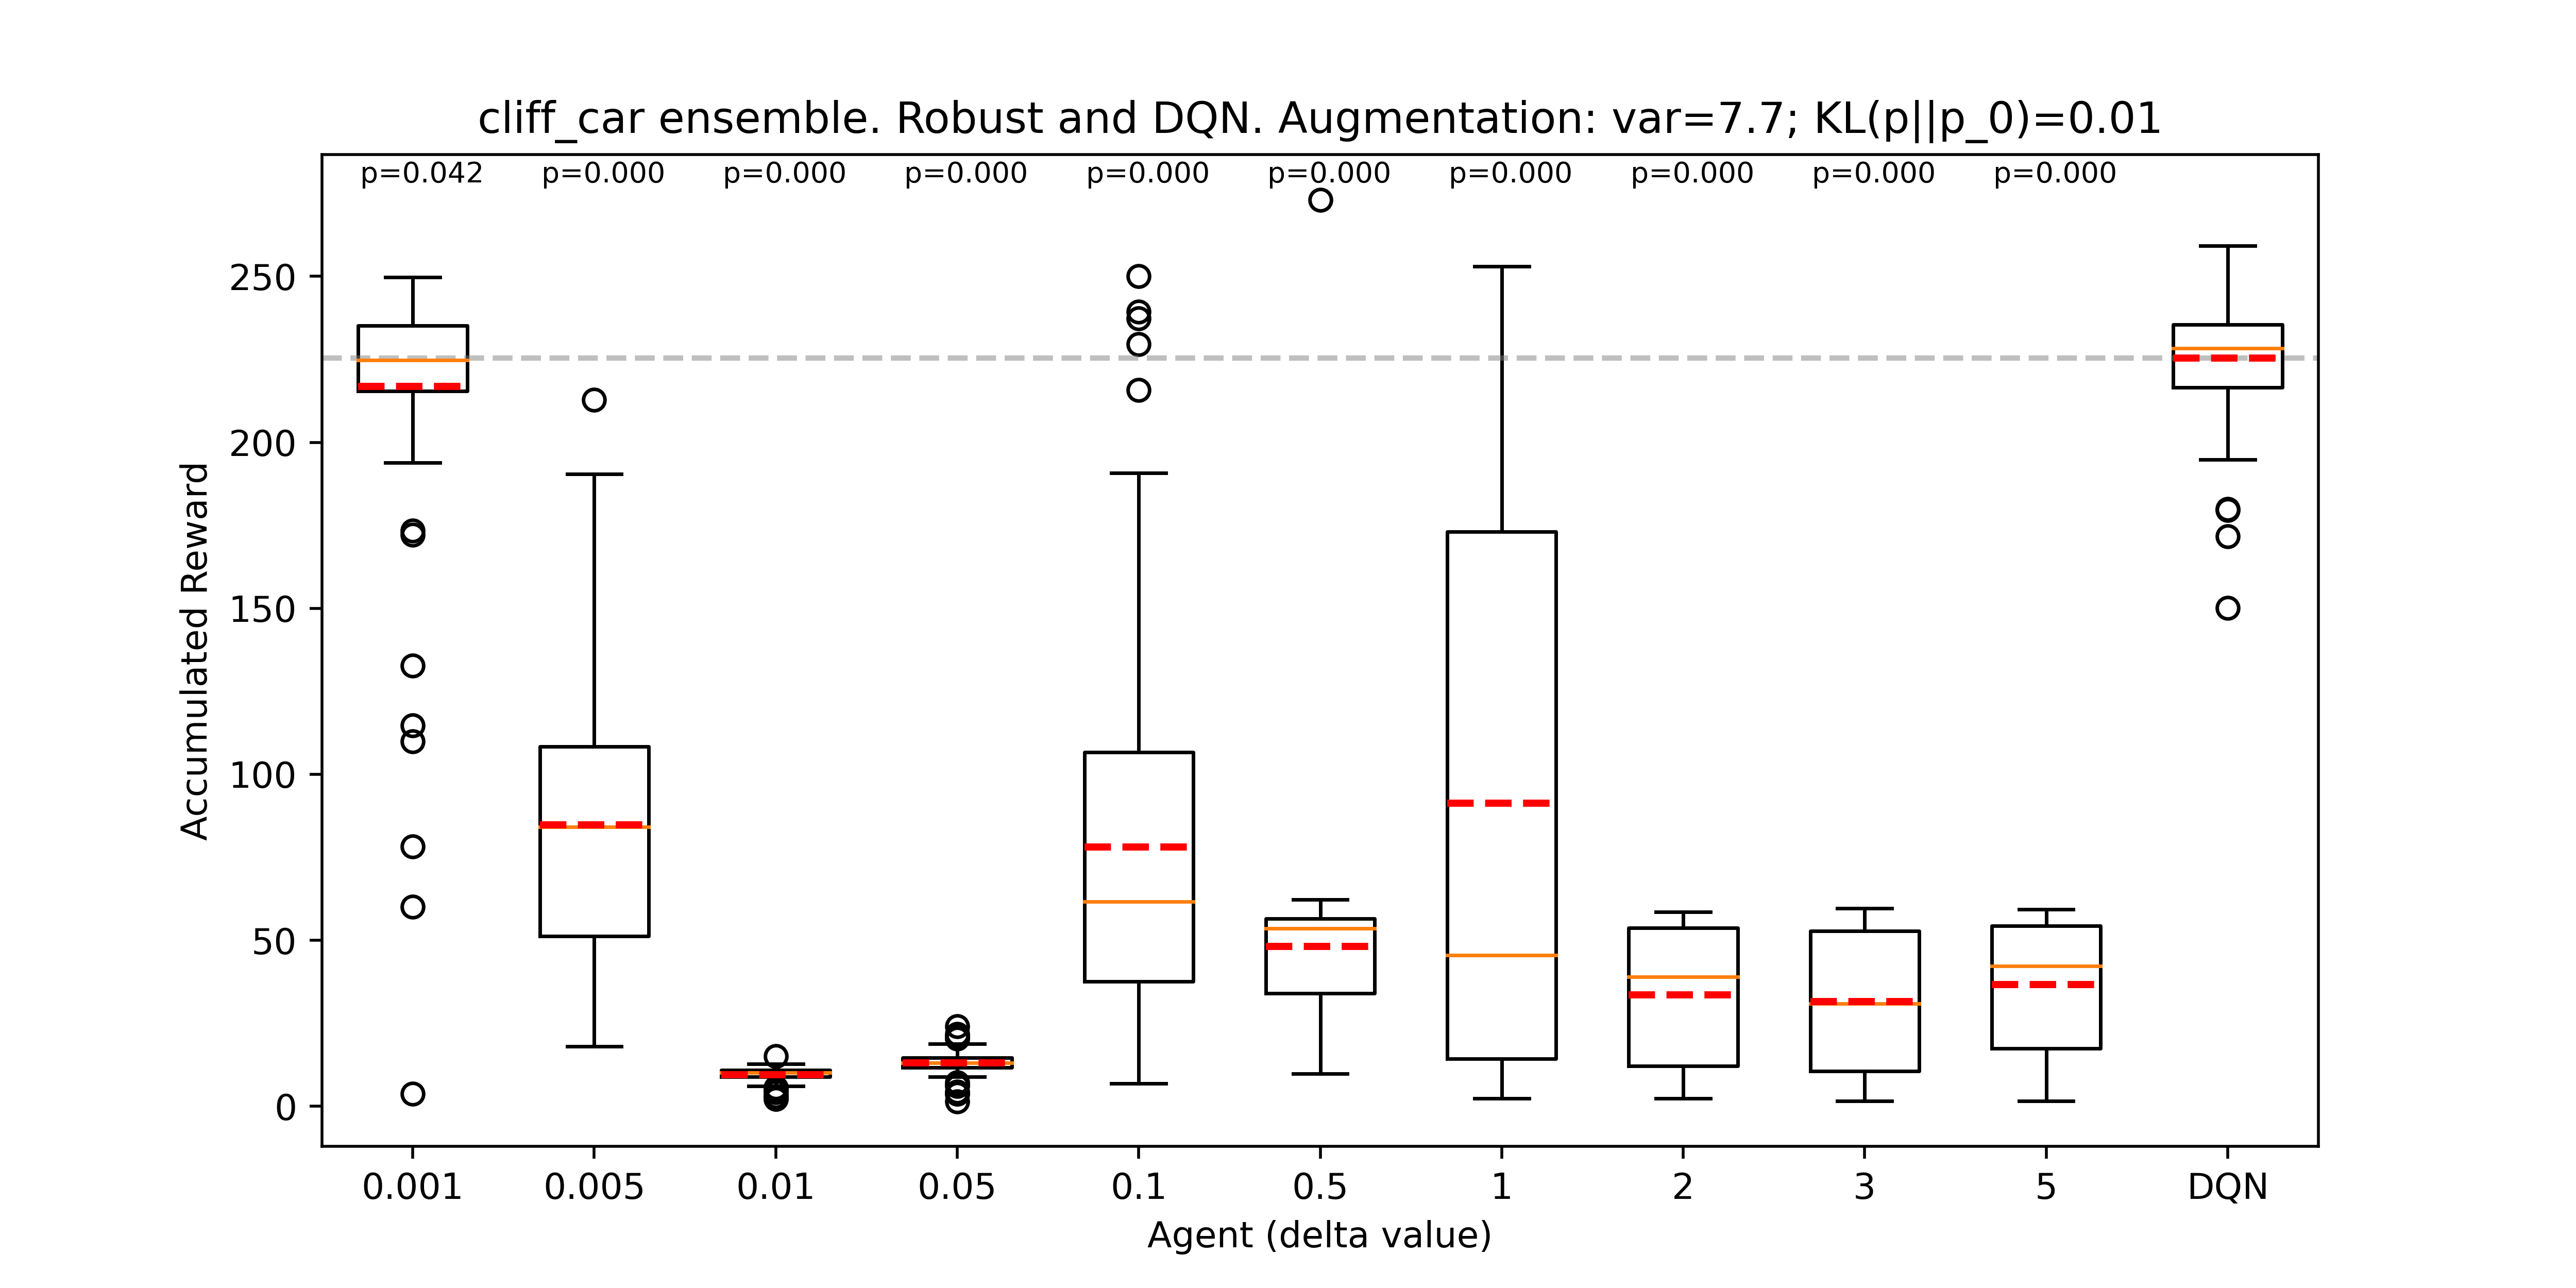 cliff_car ensemble. Robust and DQN. Augmentation: var=7.7; KL(p||p_0)=0.01
p=0.042 p=0.000 p=0.000 p=0.000 p=0.000 p=0.000 p=0.000 p=0.000 p=0.000 p=0.000
250
200
150
100
50
0
Accumulated Reward
0.001 0.005 0.01 0.05 0.1 0.5 1 2 3 5 DQN
Agent (delta value)